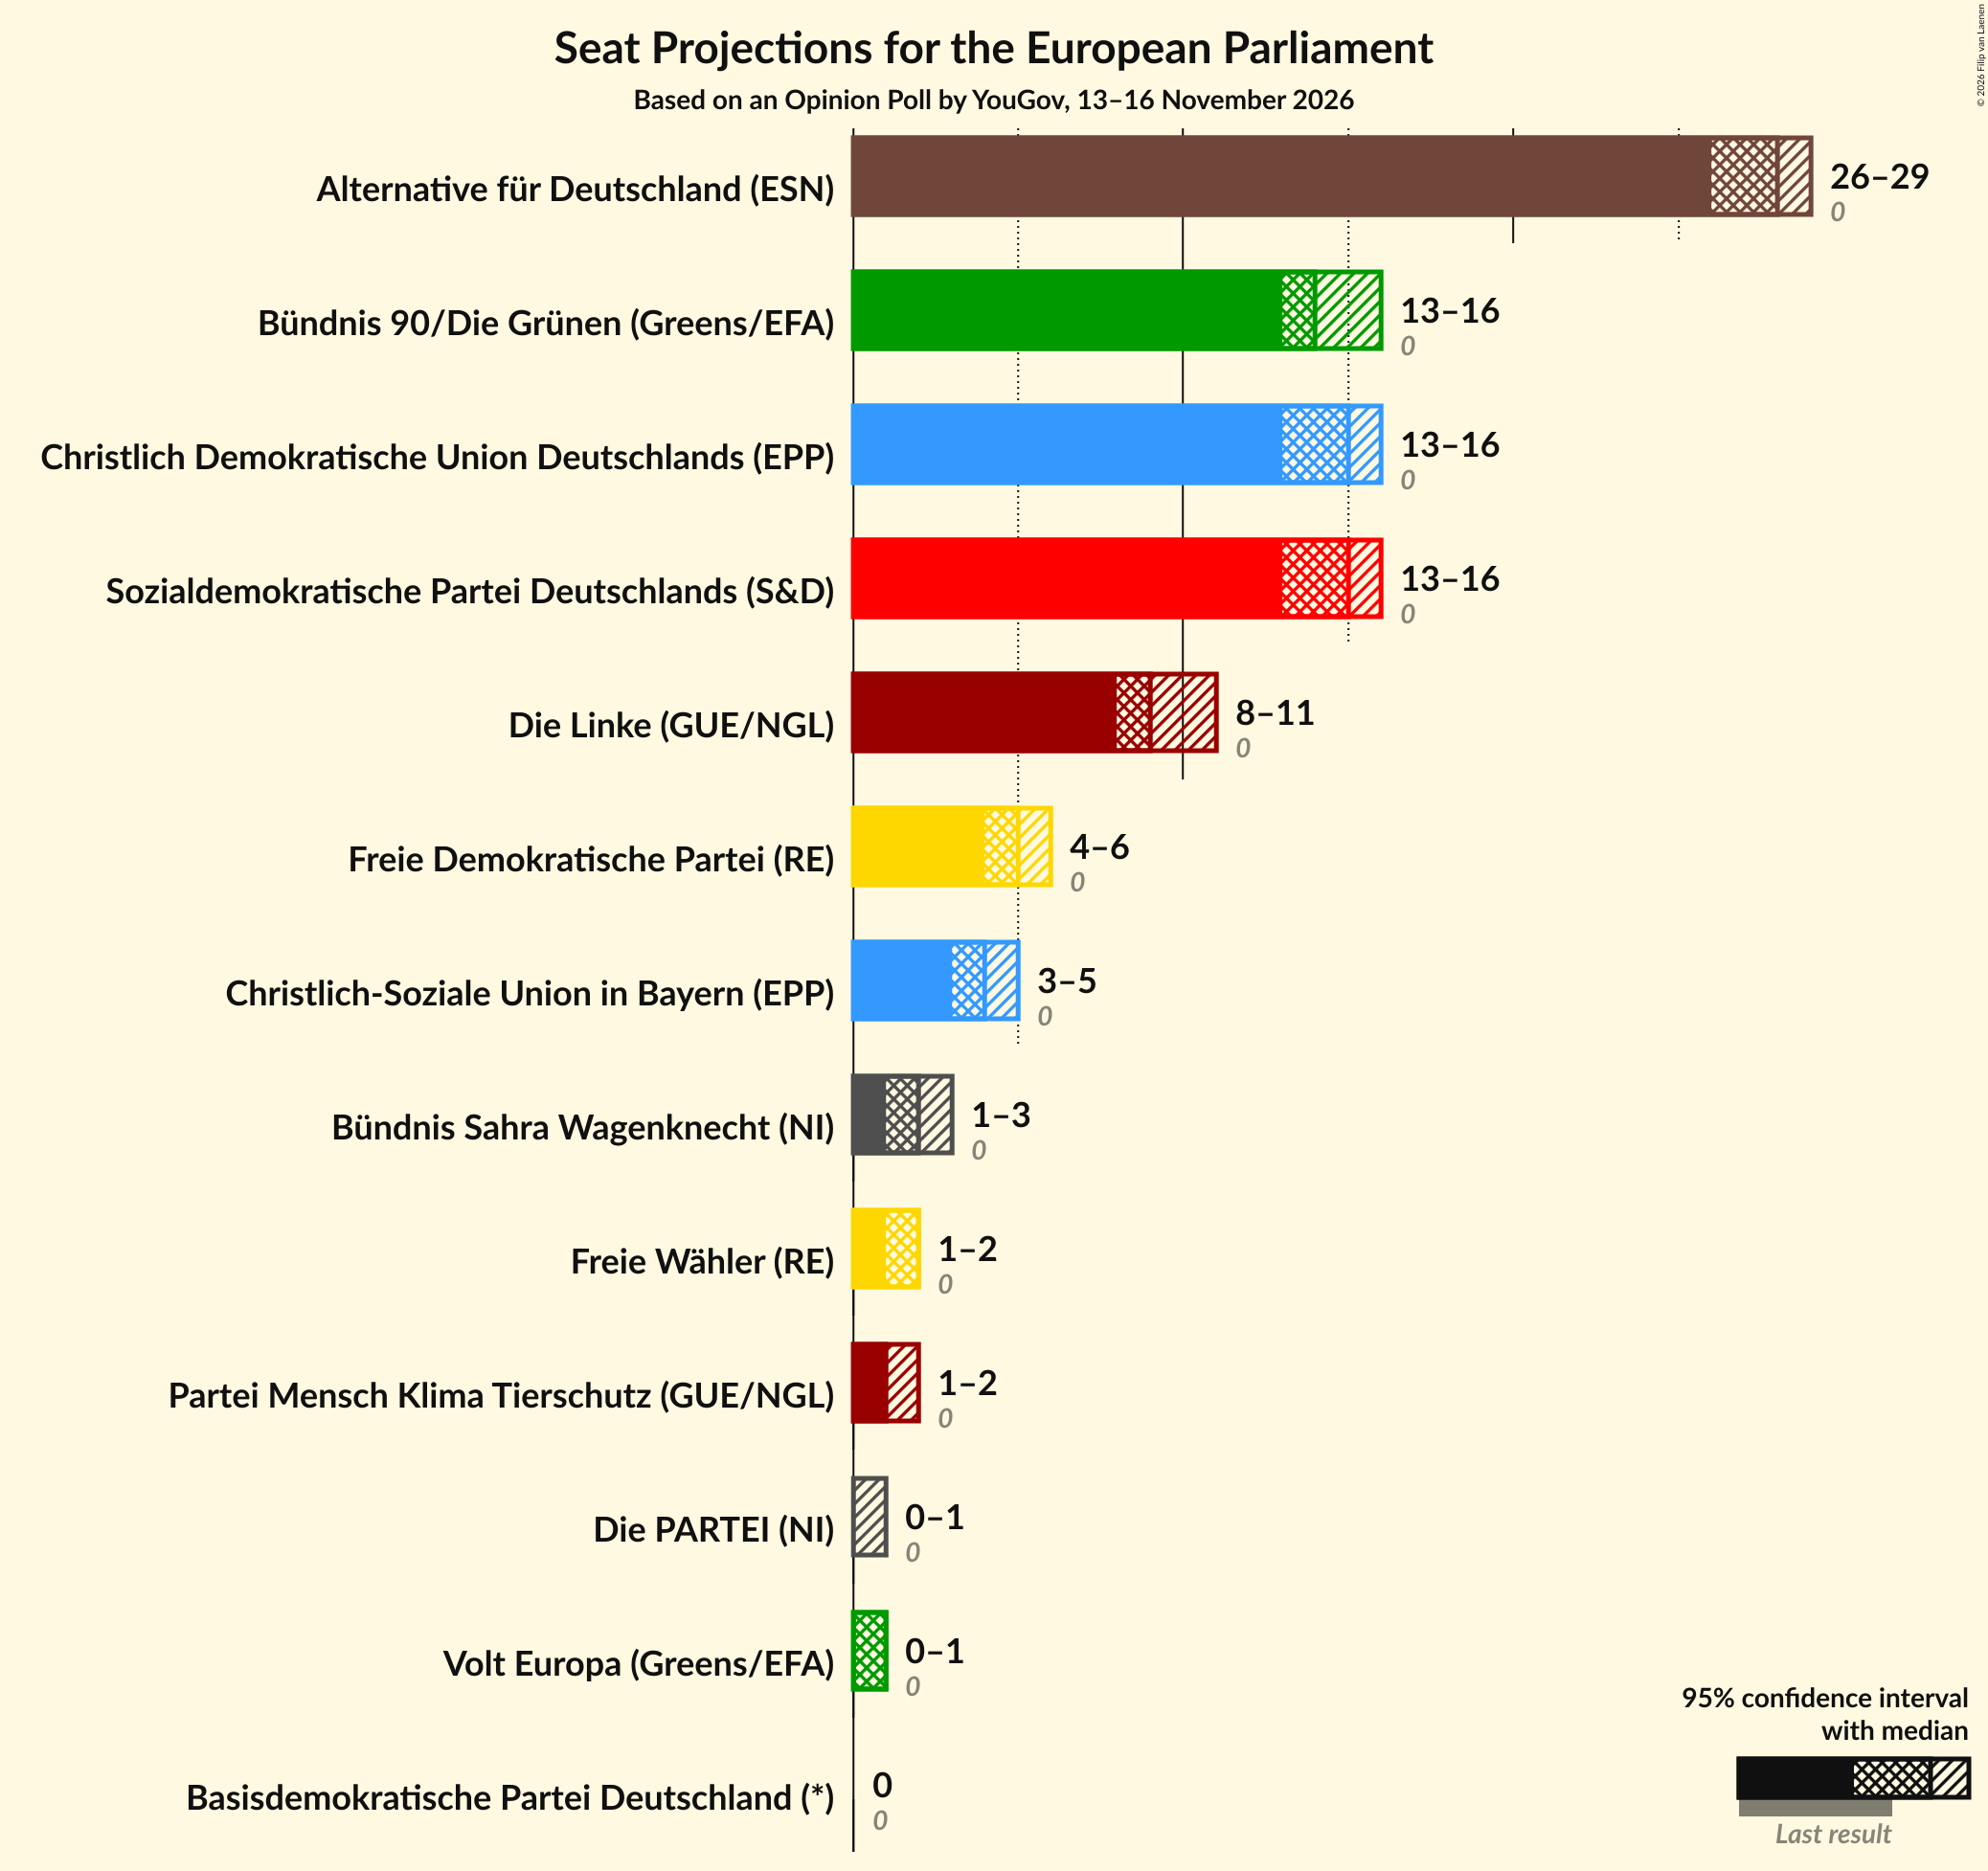 Seat Projections for the European Parliament
Based on an Opinion Poll by YouGov, 13–16 November 2026
© 2026 Filip van Laenen
Alternative für Deutschland (ESN)
26–29
0
Bündnis 90/Die Grünen (Greens/EFA)
13–16
0
Christlich Demokratische Union Deutschlands (EPP)
13–16
0
Sozialdemokratische Partei Deutschlands (S&D)
13–16
0
Die Linke (GUE/NGL)
8–11
0
Freie Demokratische Partei (RE)
4–6
0
Christlich-Soziale Union in Bayern (EPP)
3–5
0
Bündnis Sahra Wagenknecht (NI)
1–3
0
Freie Wähler (RE)
1–2
0
Partei Mensch Klima Tierschutz (GUE/NGL)
1–2
0
Die PARTEI (NI)
0–1
0
Volt Europa (Greens/EFA)
0–1
0
Basisdemokratische Partei Deutschland (*)
0
0
95% confidence interval
with median
Last result